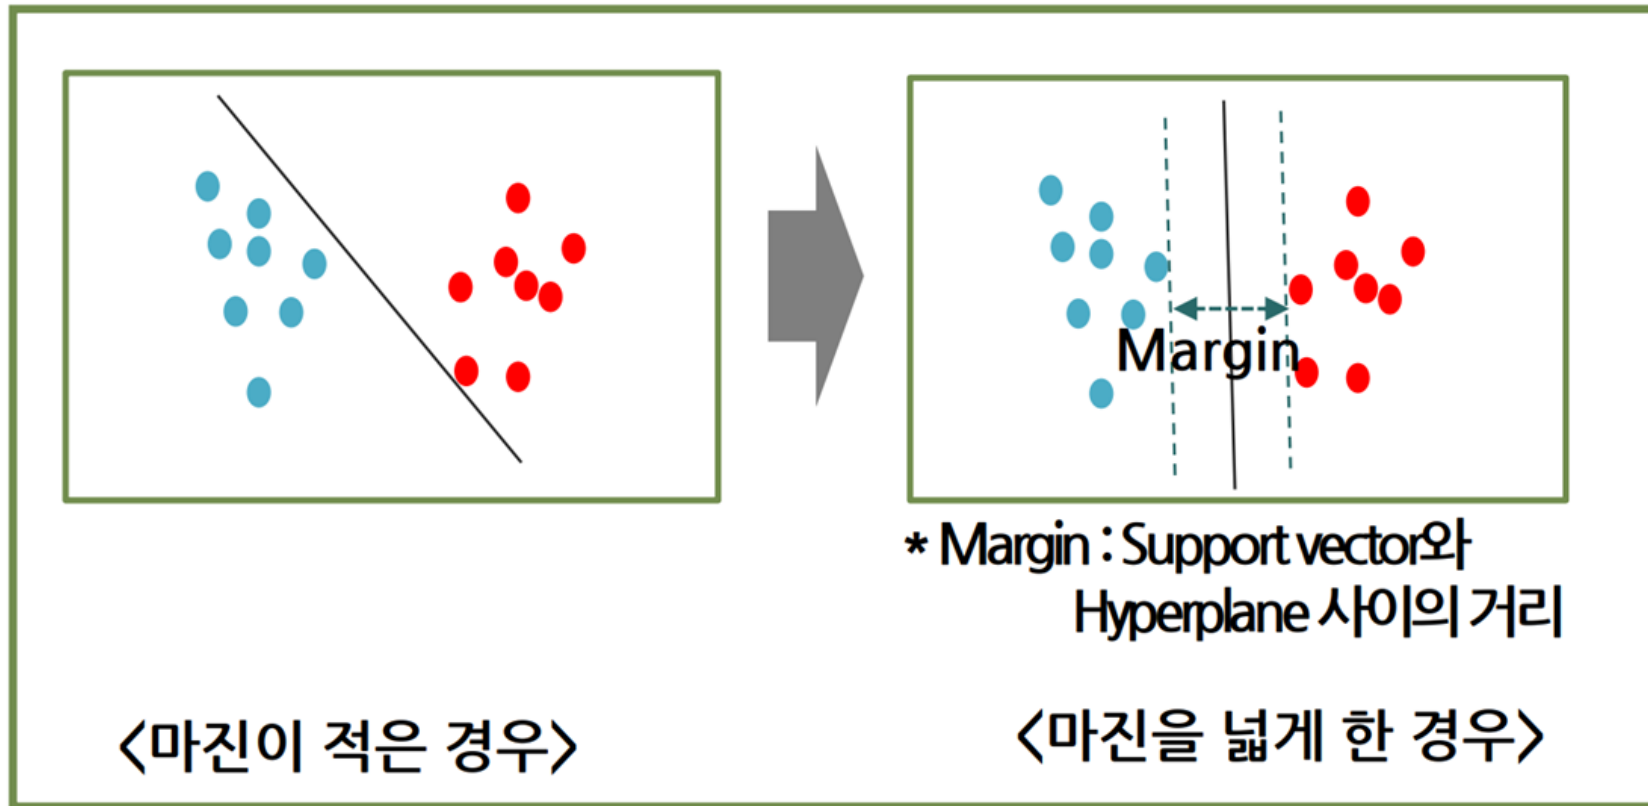 Margin
* Margin : Support vector와
Hyperplane 사이의 거리
<마진이 적은 경우>
<마진을 넓게 한 경우>